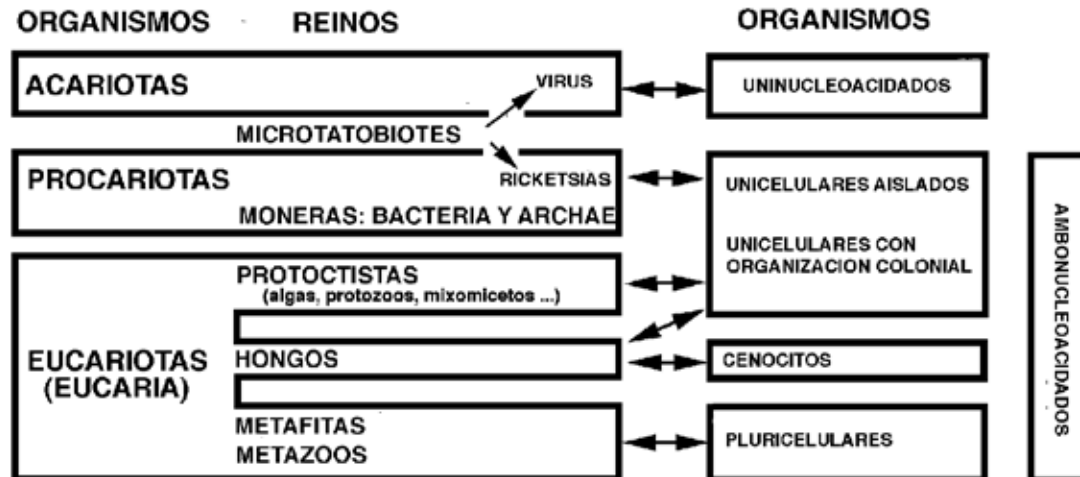 ORGANISMOS REINOS ORGANISMOS
ACARIOTAS
VIRUS
UNINUCLEOACIDADOS
MICROTATOBIOTES
PROCARIOTAS
RICKETSIAS
MONERAS: BACTERIA Y ARCHAE
UNICELULARES AISLADOS
UNICELULARES CON
ORGANIZACION COLONIAL
PROTOCTISTAS
(algas, protozoos, mixomicetos ...)
EUCARIOTAS
(EUCARIA)
HONGOS
CENOCITOS
METAFITAS
METAZOOS
PLURICELULARES
AMBONUCLEOACIDADOS